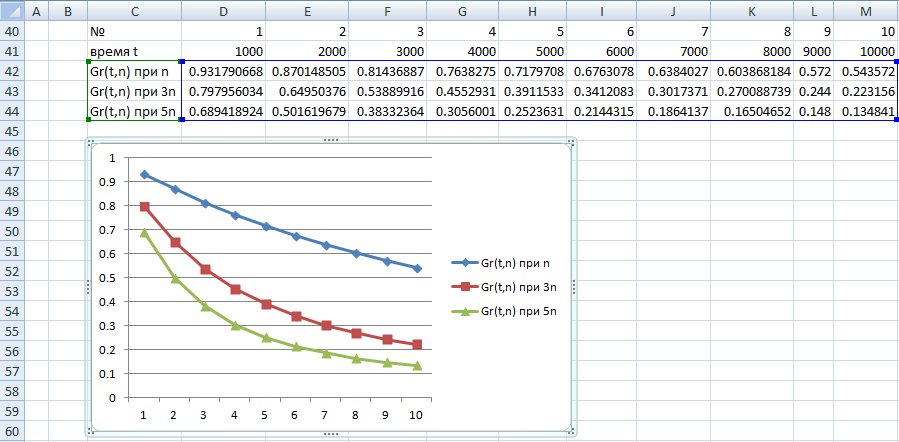 A B C D E F G H I J K L M
40 № 1 2 3 4 5 6 7 8 9 10
41 время t 1000 2000 3000 4000 5000 6000 7000 8000 9000 10000
42 Gr(t,n) при n 0.931790668 0.870148505 0.81436887 0.7638275 0.7179708 0.6763078 0.6384027 0.603868184 0.572 0.543572
43 Gr(t,n) при 3n 0.797956034 0.64950376 0.53889916 0.4552931 0.3911533 0.3412083 0.3017371 0.270088739 0.244 0.223156
44 Gr(t,n) при 5n 0.689418924 0.501619679 0.38332364 0.3056001 0.2523631 0.2144315 0.1864137 0.16504652 0.148 0.134841
45
46
47
48
49
50
51
52
53
54
55
56
57
58
59
60
1
0.9
0.8
0.7
0.6
0.5
0.4
0.3
0.2
0.1
0
1 2 3 4 5 6 7 8 9 10
Gr(t,n) при n
Gr(t,n) при 3n
Gr(t,n) при 5n